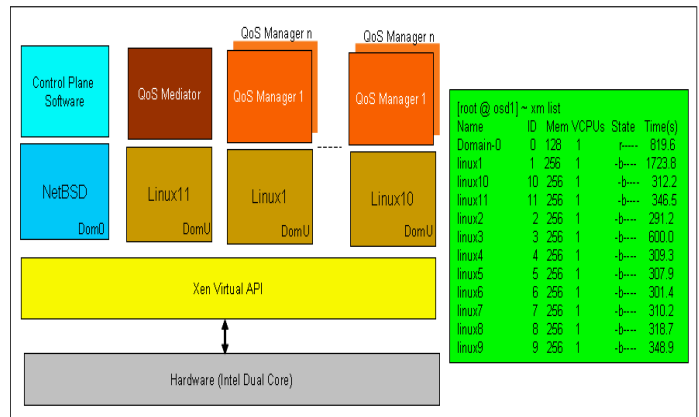 QoS Manager n
QoS Manager n
Control Plane
Software
QoS Mediator
QoS Manager 1
QoS Manager 1
NetBSD
Dom0
Linux11
DomU
Linux1
DomU
Linux10
DomU
Xen Virtual API
Hardware (Intel Dual Core)
[root @ osd1] ~ xm list
Name ID Mem VCPUs State Time(s)
Domain-0 0 128 1 r----- 819.6
linux1 1 256 1 -b---- 1723.8
linux10 10 256 1 -b---- 312.2
linux11 11 256 1 -b---- 346.5
linux2 2 256 1 -b---- 291.2
linux3 3 256 1 -b---- 600.0
linux4 4 256 1 -b---- 309.3
linux5 5 256 1 -b---- 307.9
linux6 6 256 1 -b---- 301.4
linux7 7 256 1 -b---- 310.2
linux8 8 256 1 -b---- 318.7
linux9 9 256 1 -b---- 348.9